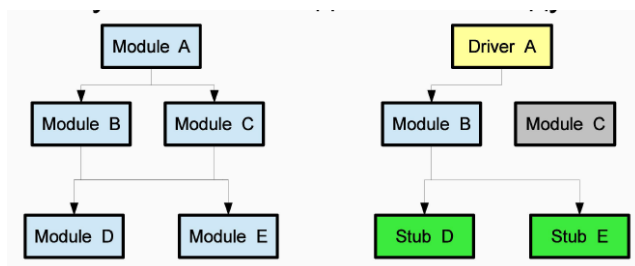 Module A
Driver A
Module B
Module C
Module B
Module C
Module D
Module E
Stub D
Stub E